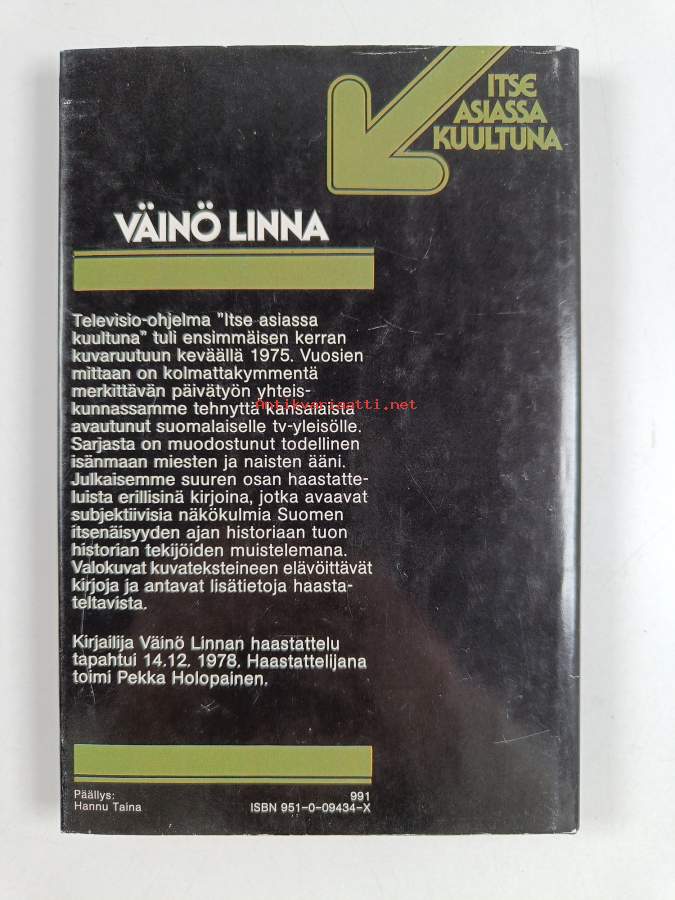 ITSE
ASIASSA
KUULTUNA
VÄINÖ LINNA
Televisio-ohjelma "Itse asiassa
kuultuna" tuli ensimmäisen kerran
kuvaruutuun keväällä 1975. Vuosien
mittaan on kolmattakymmentä
merkittävän päivätyön yhteis-
kunnassamme tehnyttä kansalaista
Antikvariaatti.net
avautunut suomalaiselle tv-yleisölle.
Sarjasta on muodostunut todellinen
isänmaan miesten ja naisten ääni.
Julkaisemme suuren osan haastatte-
luista erillisinä kirjoina, jotka avaavat
subjektiivisia näkökulmia Suomen
itsenäisyyden ajan historiaan tuon
historian tekijöiden muistelemana.
Valokuvat kuvateksteineen elävöittävät
kirjoja ja antavat lisätietoja haasta-
teltavista.
Kirjailija Väinö Linnan haastattelu
tapahtui 14.12. 1978. Haastattelijana
toimi Pekka Holopainen.
Päällys:
Hannu Taina
991
ISBN 951-0-09434-X